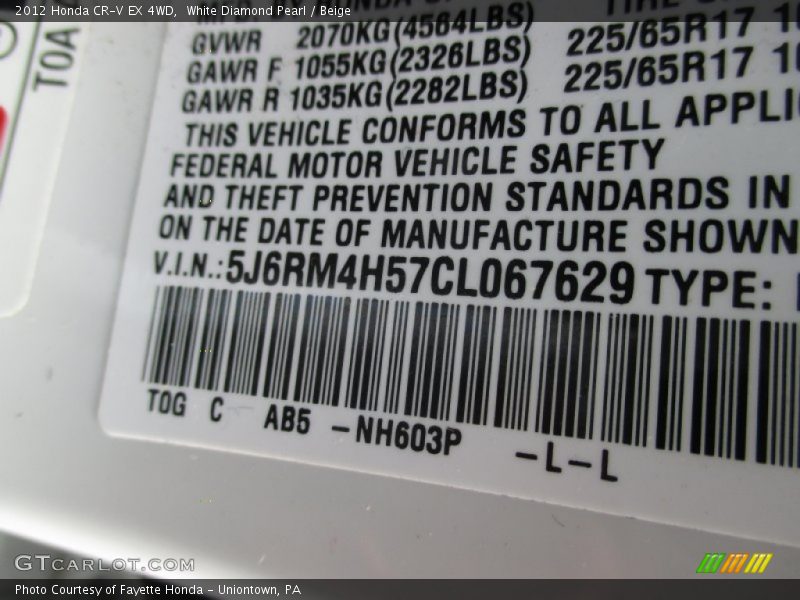 2012 Honda CR-V EX 4WD, White Diamond Pearl / Beige
GVWR 2070KG(4564LBS) 225/65R17
GAWR F 1055KG(2326LBS) 225/65R17
GAWR R 1035KG(2282LBS)
THIS VEHICLE CONFORMS TO ALL
FEDERAL MOTOR VEHICLE SAFETY
AND THEFT PREVENTION STANDARDS IN
ON THE DATE OF MANUFACTURE SHOWN
V.I.N.:5J6RM4H57CL067629 TYPE:
TOG C AB5 -NH603P -L-L
GTCARLOT.COM
Photo Courtesy of Fayette Honda - Uniontown, PA